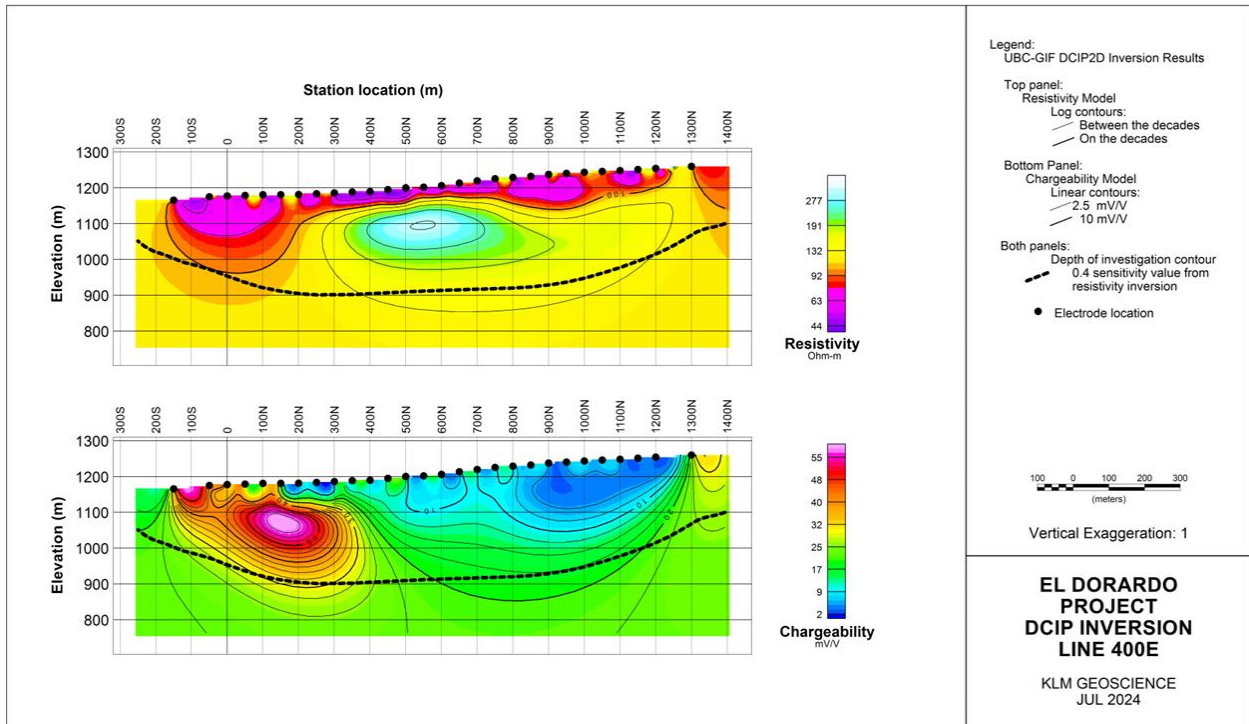 Station location (m)
300S 200S 100S 0 100N 200N 300N 400N 500N 600N 700N 800N 900N 1000N 1100N 1200N 1300N 1400N
1300
1200
1100
1000
900
800
Elevation (m)
100
277
191
132
92
63
44
Resistivity
Ohm-m
300S 200S 100S 0 100N 200N 300N 400N 500N 600N 700N 800N 900N 1000N 1100N 1200N 1300N 1400N
1300
1200
1100
1000
900
800
Elevation (m)
10
20
55
48
40
32
25
17
9
2
Chargeability
mV/V
Legend:
UBC-GIF DCIP2D Inversion Results
Top panel:
Resistivity Model
Log contours:
Between the decades
On the decades
Bottom Panel:
Chargeability Model
Linear contours:
2.5 mV/V
10 mV/V
Both panels:
Depth of investigation contour
0.4 sensitivity value from
resistivity inversion
Electrode location
100 0 100 200 300
(meters)
Vertical Exaggeration: 1
EL DORARDO
PROJECT
DCIP INVERSION
LINE 400E
KLM GEOSCIENCE
JUL 2024